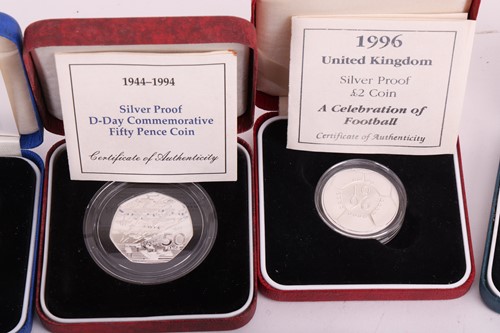 1944–1994
Silver Proof
D-Day Commemorative
Fifty Pence Coin
Certificate of Authenticity
50
1996
United Kingdom
Silver Proof
£2 Coin
A Celebration of
Football
Certificate of Authenticity